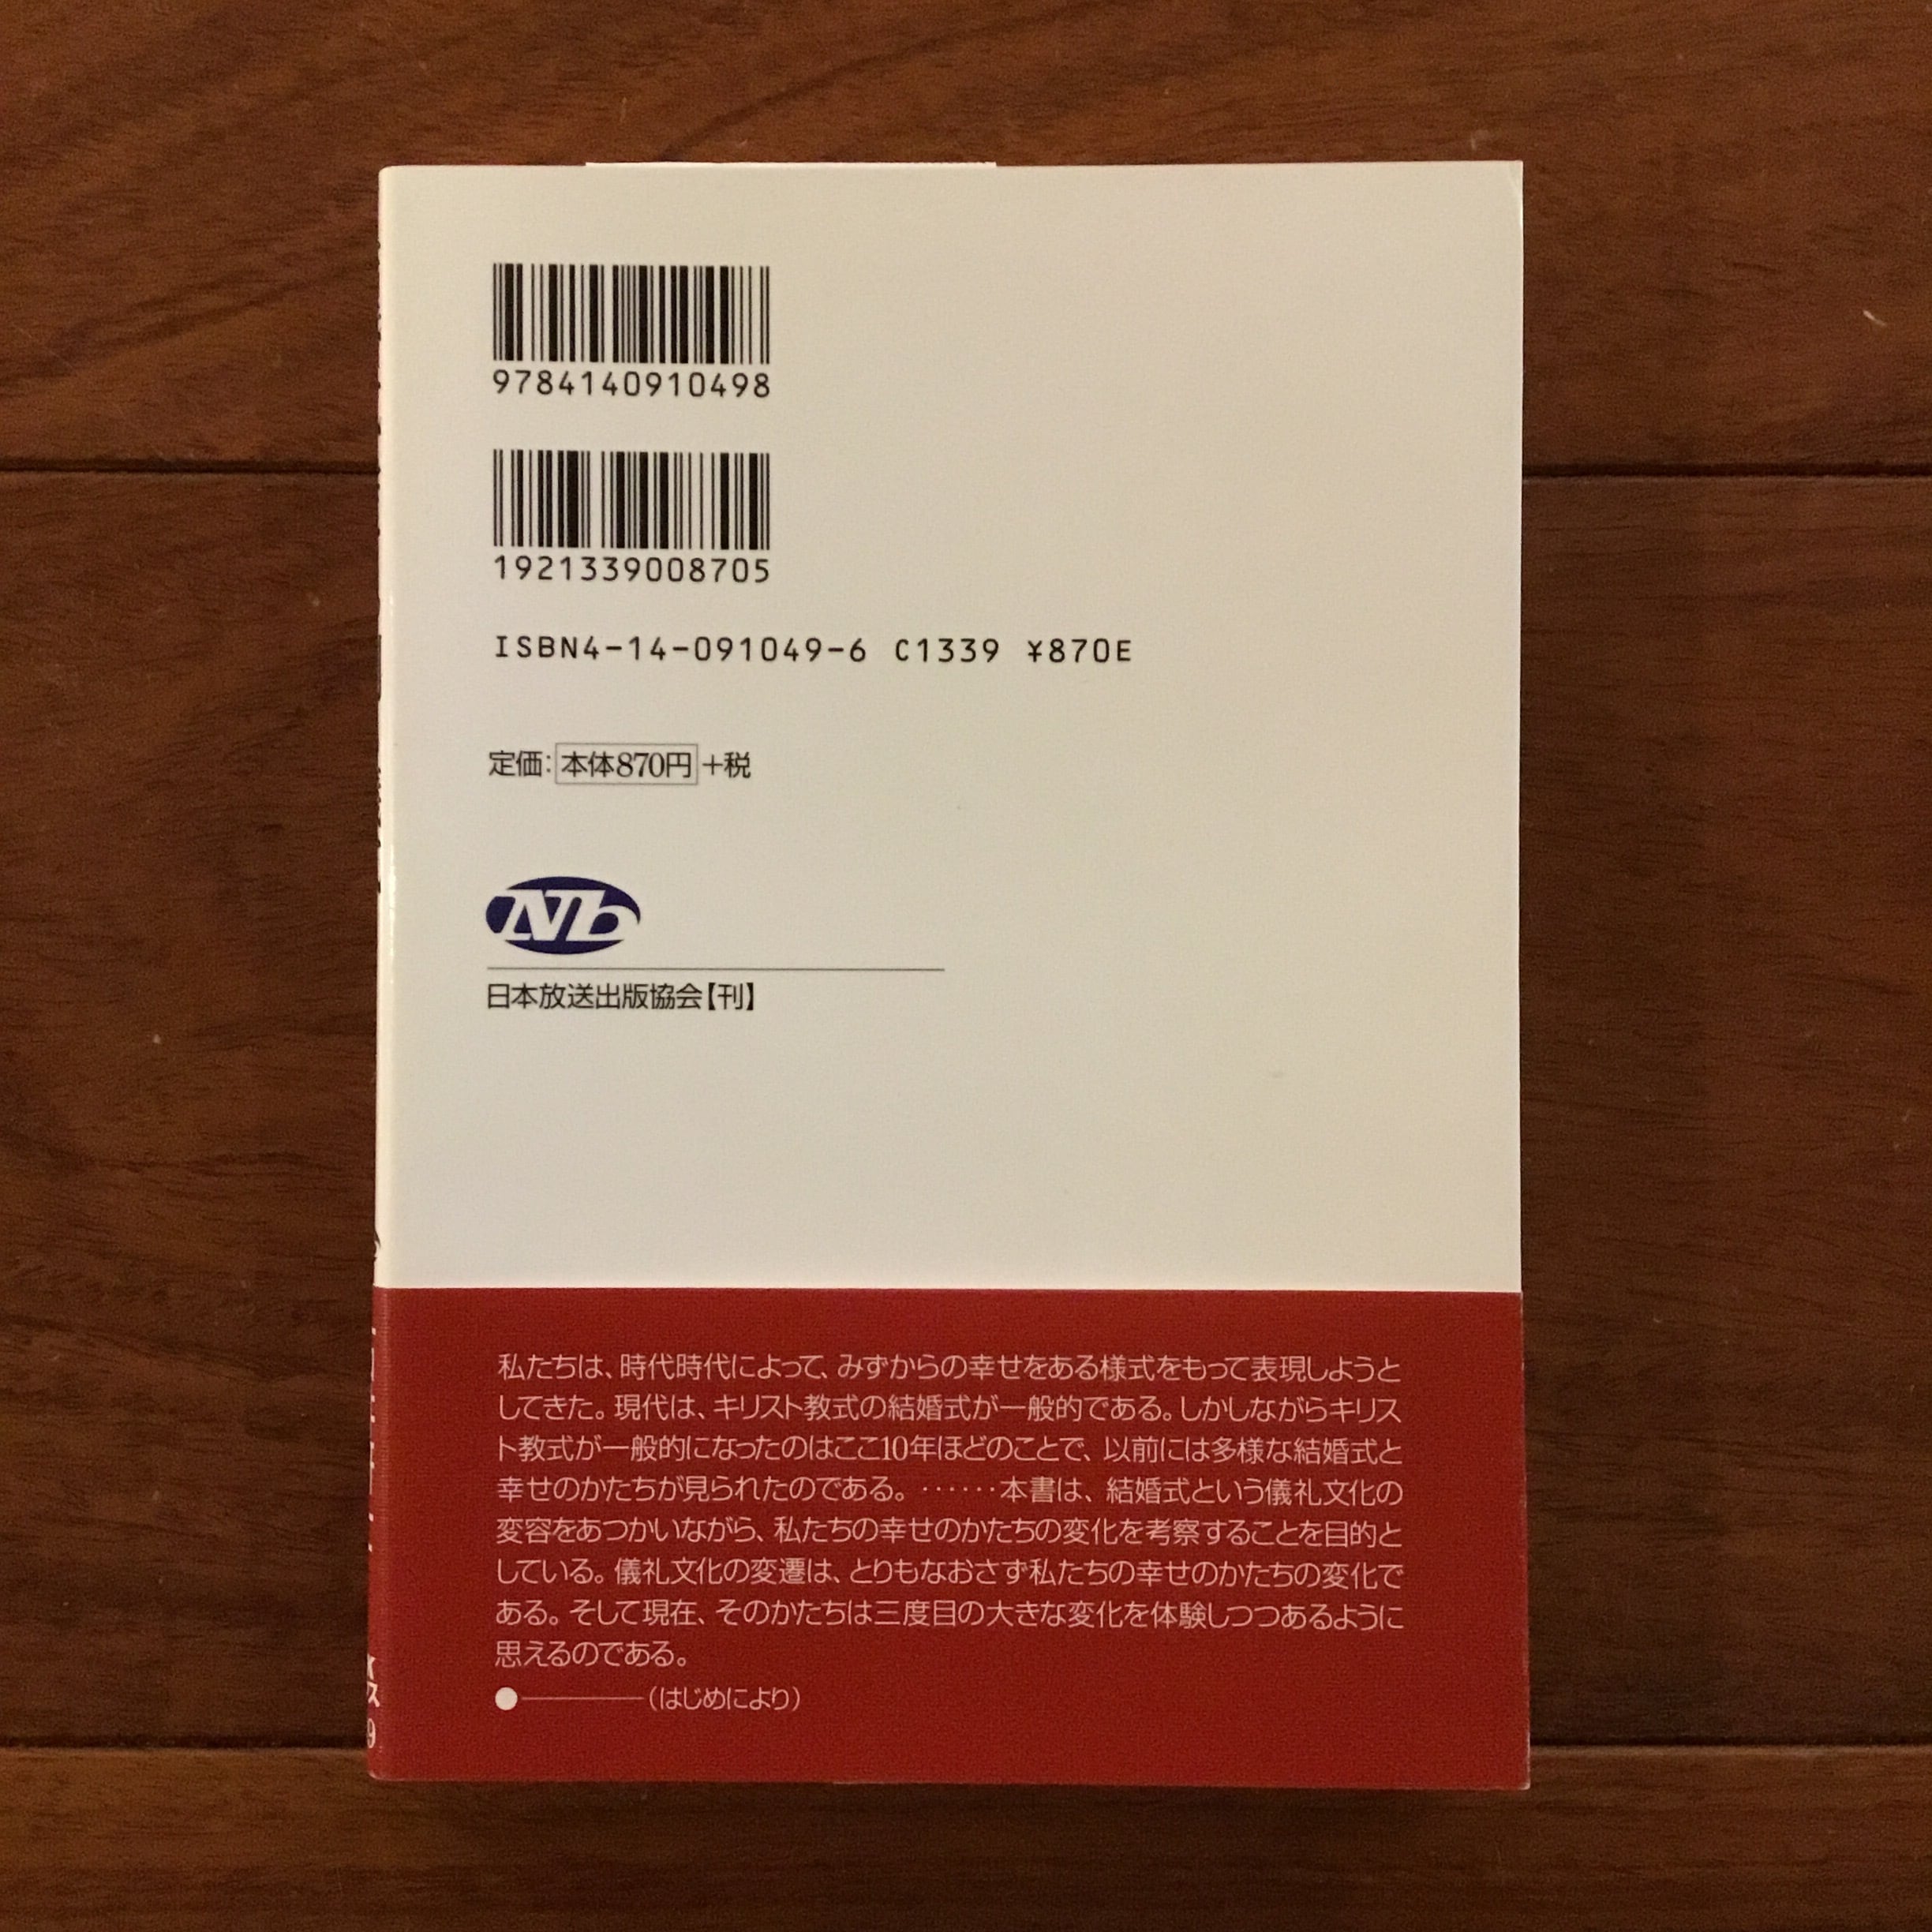 9784140910498
1921339008705
ISBN4-14-091049-6 C1339 ¥870E
定価：本体870円＋税
Nb
日本放送出版協会【刊】
私たちは、時代時代によって、みずからの幸せをある様式をもって表現しようと
してきた。現代は、キリスト教式の結婚式が一般的である。しかしながらキリス
ト教式が一般的になったのはここ10年ほどのことで、以前には多様な結婚式と
幸せのかたちが見られたのである。……本書は、結婚式という儀礼文化の
変容をあつかいながら、私たちの幸せのかたちの変化を考察することを目的と
している。儀礼文化の変遷は、とりもなおさず私たちの幸せのかたちの変化で
ある。そして現在、そのかたちは三度目の大きな変化を体験しつつあるように
思えるのである。
●―――（はじめにより）